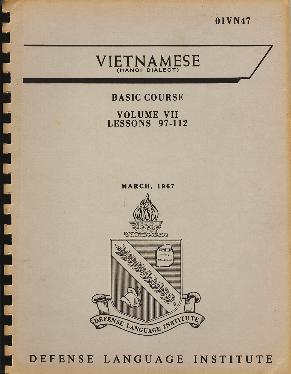 01VN47
VIETNAMESE
(HANOI DIALECT)
BASIC COURSE
VOLUME VII
LESSONS 97-112
MARCH, 1967
DEFENSE LANGUAGE INSTITUTE
DEFENSE LANGUAGE INSTITUTE